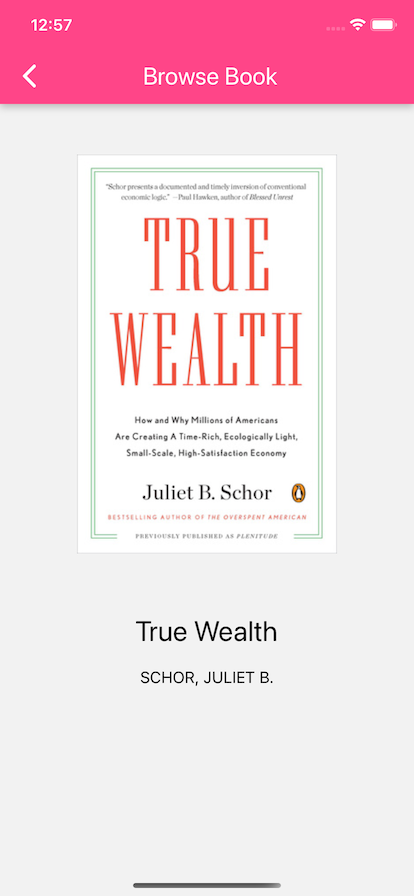 12:57
Browse Book
"Schor presents a documented and timely inversion of conventional
economic logic." —Paul Hawken, author of Blessed Unrest
TRUE
WEALTH
How and Why Millions of Americans
Are Creating A Time-Rich, Ecologically Light,
Small-Scale, High-Satisfaction Economy
Juliet B. Schor
BESTSELLING AUTHOR OF THE OVERSPENT AMERICAN
PREVIOUSLY PUBLISHED AS PLENITUDE
True Wealth
SCHOR, JULIET B.